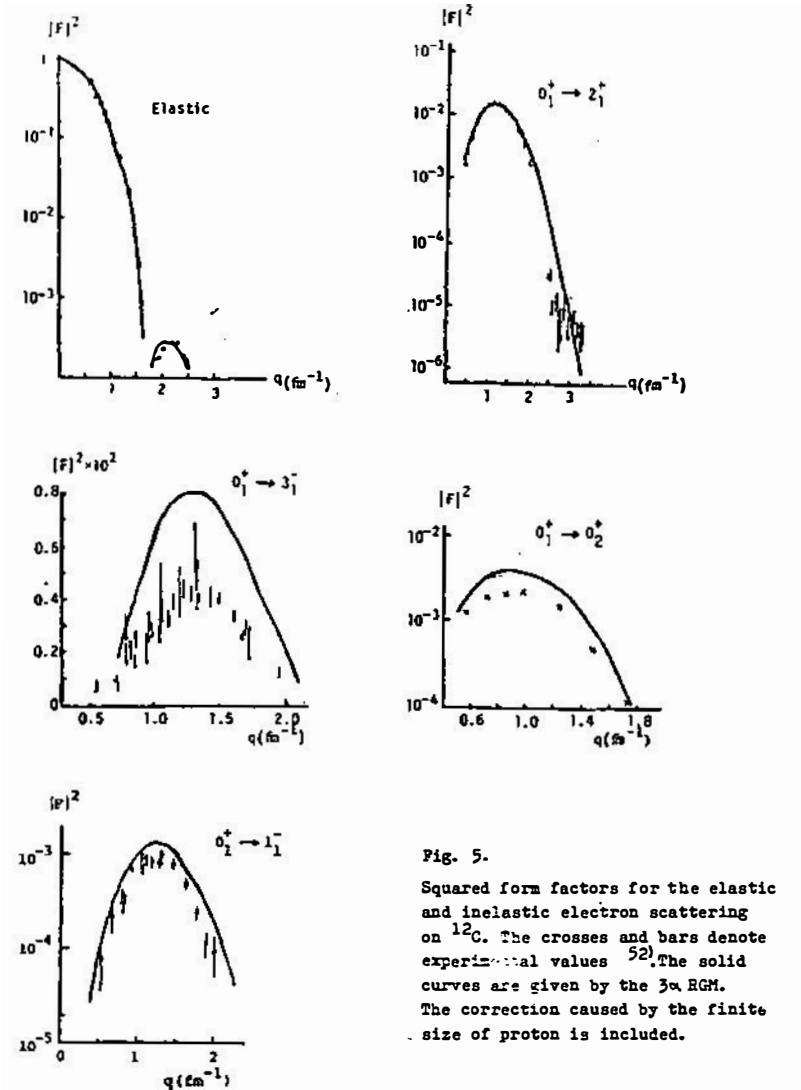 |F|²
1
10⁻¹
10⁻²
10⁻³
Elastic
1 2 3 q(fm⁻¹)
|F|²
10⁻¹
10⁻²
10⁻³
10⁻⁴
10⁻⁵
10⁻⁶
0₁⁺ → 2₁⁺
1 2 3 q(fm⁻¹)
|F|²×10²
0.8
0.6
0.4
0.2
0
0₁⁺ → 3₁⁻
0.5 1.0 1.5 2.0
q(fm⁻¹)
|F|²
10⁻²
10⁻³
10⁻⁴
0₁⁺ → 0₂⁺
0.6 1.0 1.4 1.8
q(fm⁻¹)
|F|²
10⁻³
10⁻⁴
10⁻⁵
0₁⁺ → 1₁⁻
0 1 2
q(fm⁻¹)
Fig. 5.
Squared form factors for the elastic
and inelastic electron scattering
on ¹²C. The crosses and bars denote
values ⁵²⁾.The solid
curves are given by the 3α RGM.
The correction caused by the finite
size of proton is included.